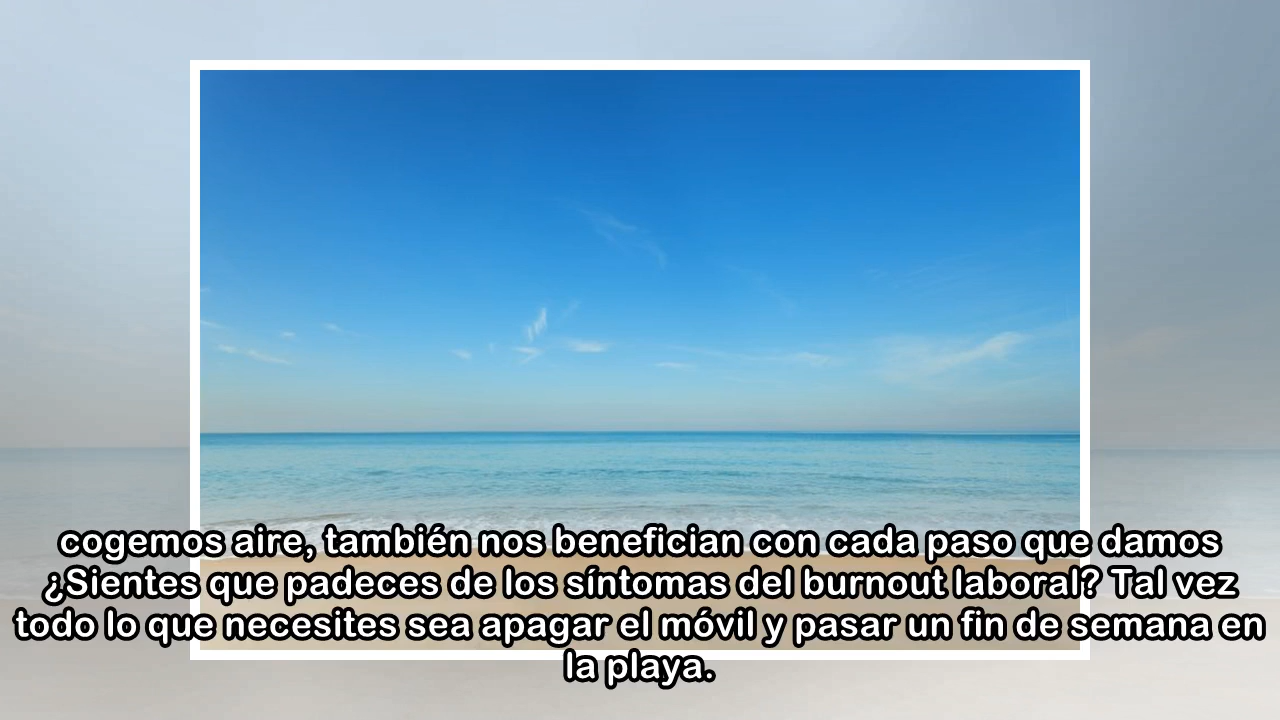 cogemos aire, también nos benefician con cada paso que damos
¿Sientes que padeces de los síntomas del burnout laboral? Tal vez
todo lo que necesites sea apagar el móvil y pasar un fin de semana en
la playa.